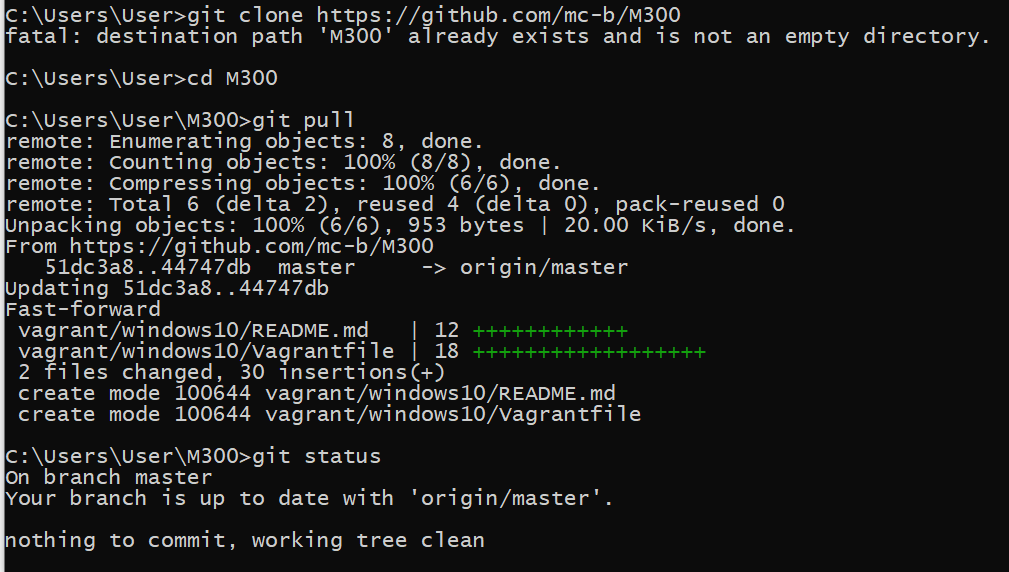 C:\Users\User>git clone https://github.com/mc-b/M300
fatal: destination path 'M300' already exists and is not an empty directory.
C:\Users\User>cd M300
C:\Users\User\M300>git pull
remote: Enumerating objects: 8, done.
remote: Counting objects: 100% (8/8), done.
remote: Compressing objects: 100% (6/6), done.
remote: Total 6 (delta 2), reused 4 (delta 0), pack-reused 0
Unpacking objects: 100% (6/6), 953 bytes | 20.00 KiB/s, done.
From https://github.com/mc-b/M300
   51dc3a8..44747db  master     -> origin/master
Updating 51dc3a8..44747db
Fast-forward
 vagrant/windows10/README.md   | 12 ++++++++++++
 vagrant/windows10/Vagrantfile | 18 ++++++++++++++++++
 2 files changed, 30 insertions(+)
 create mode 100644 vagrant/windows10/README.md
 create mode 100644 vagrant/windows10/Vagrantfile
C:\Users\User\M300>git status
On branch master
Your branch is up to date with 'origin/master'.
nothing to commit, working tree clean